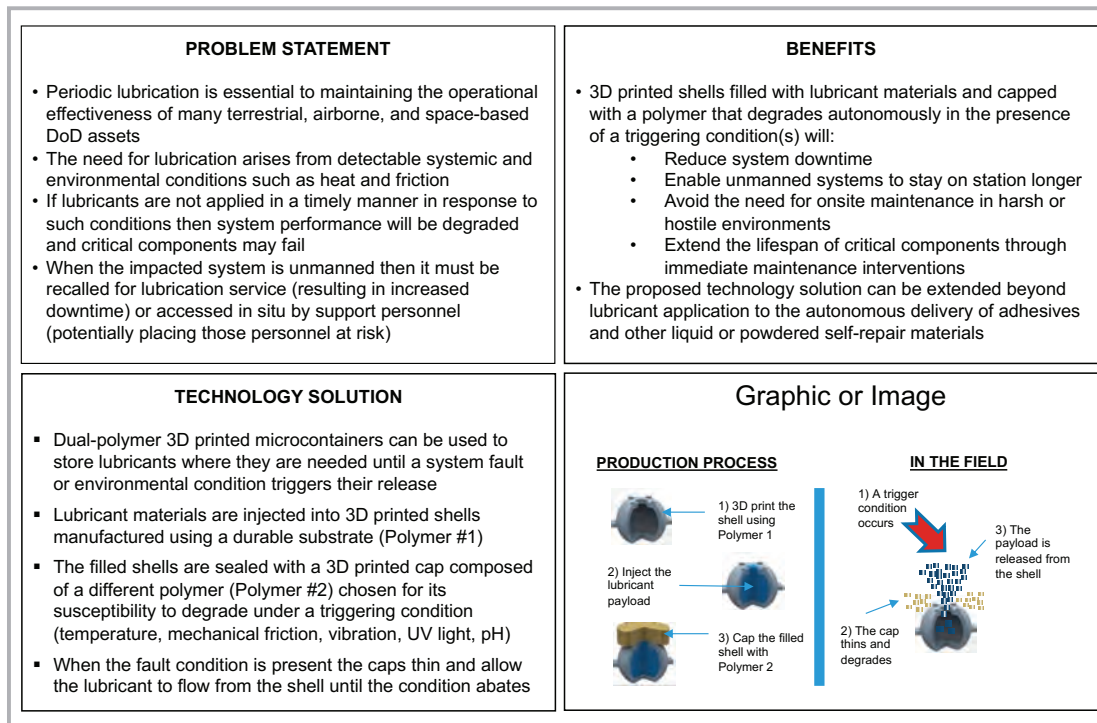 PROBLEM STATEMENT
• Periodic lubrication is essential to maintaining the operational
effectiveness of many terrestrial, airborne, and space-based
DoD assets
• The need for lubrication arises from detectable systemic and
environmental conditions such as heat and friction
• If lubricants are not applied in a timely manner in response to
such conditions then system performance will be degraded
and critical components may fail
• When the impacted system is unmanned then it must be
recalled for lubrication service (resulting in increased
downtime) or accessed in situ by support personnel
(potentially placing those personnel at risk)
BENEFITS
• 3D printed shells filled with lubricant materials and capped
with a polymer that degrades autonomously in the presence
of a triggering condition(s) will:
• Reduce system downtime
• Enable unmanned systems to stay on station longer
• Avoid the need for onsite maintenance in harsh or
hostile environments
• Extend the lifespan of critical components through
immediate maintenance interventions
• The proposed technology solution can be extended beyond
lubricant application to the autonomous delivery of adhesives
and other liquid or powdered self-repair materials
TECHNOLOGY SOLUTION
▪ Dual-polymer 3D printed microcontainers can be used to
store lubricants where they are needed until a system fault
or environmental condition triggers their release
▪ Lubricant materials are injected into 3D printed shells
manufactured using a durable substrate (Polymer #1)
▪ The filled shells are sealed with a 3D printed cap composed
of a different polymer (Polymer #2) chosen for its
susceptibility to degrade under a triggering condition
(temperature, mechanical friction, vibration, UV light, pH)
▪ When the fault condition is present the caps thin and allow
the lubricant to flow from the shell until the condition abates
Graphic or Image
PRODUCTION PROCESS
1) 3D print the
shell using
Polymer 1
2) Inject the
lubricant
payload
3) Cap the filled
shell with
Polymer 2
IN THE FIELD
1) A trigger
condition
occurs
3) The
payload is
released from
the shell
2) The cap
thins and
degrades